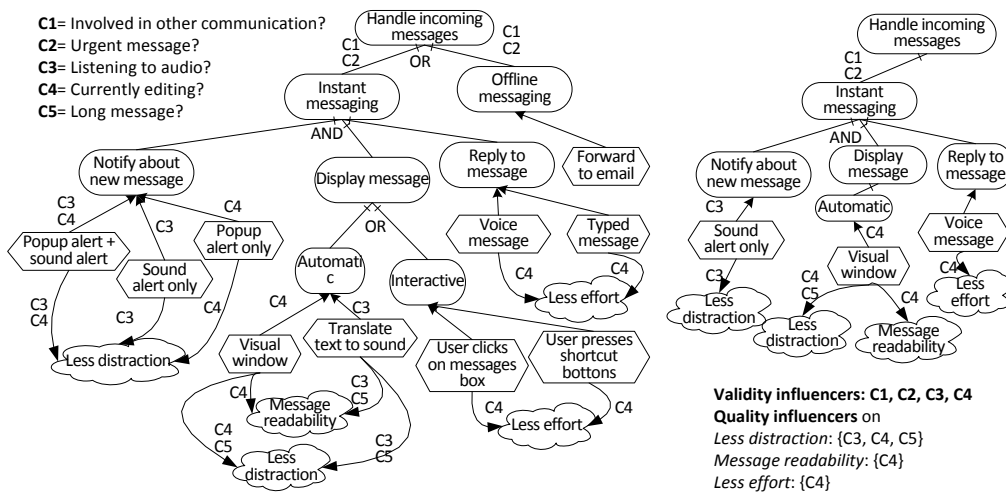 C1= Involved in other communication?
C2= Urgent message?
C3= Listening to audio?
C4= Currently editing?
C5= Long message?
Handle incoming
messages
C1
C2
OR
C1
C2
Instant
messaging
Offline
messaging
AND
Notify about
new message
Display message
Reply to
message
Forward
to email
C3
C4
C3
C4
Popup alert +
sound alert
Sound
alert only
Popup
alert only
OR
Voice
message
Typed
message
C4
C4
Less effort
Automati
c
Interactive
C3
C4
C3
C4
Less distraction
C4
C3
Visual
window
Translate
text to sound
User clicks
on messages
box
User presses
shortcut
bottons
C4
C3
C5
Message
readability
C4
C4
Less effort
C4
C5
C3
C5
Less
distraction
Handle incoming
messages
C1
C2
Instant
messaging
AND
Notify about
new message
Display
message
Reply to
message
C3
Automatic
Sound
alert only
C4
Voice
message
Visual
window
C3
C4
C5
C4
C4
Less
distraction
Less
distraction
Message
readability
Less
effort
Validity influencers: C1, C2, C3, C4
Quality influencers on
Less distraction: {C3, C4, C5}
Message readability: {C4}
Less effort: {C4}